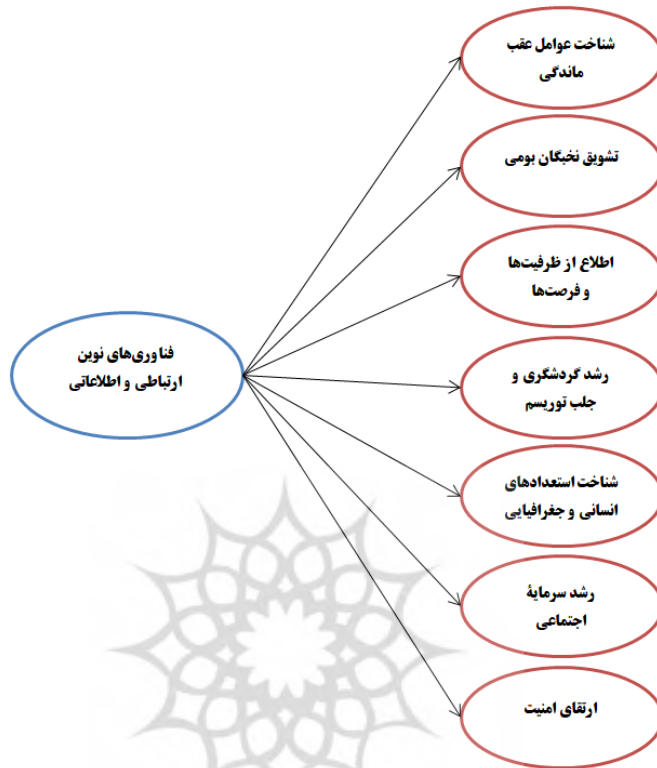 شناخت عوامل عقب
ماندگی
تشویق نخبگان بومی
اطلاع از ظرفیت‌ها
و فرصت‌ها
فناوری‌های نوین
ارتباطی و اطلاعاتی
رشد گردشگری و
جلب توریسم
شناخت استعدادهای
انسانی و جغرافیایی
رشد سرمایۀ
اجتماعی
ارتقای امنیت